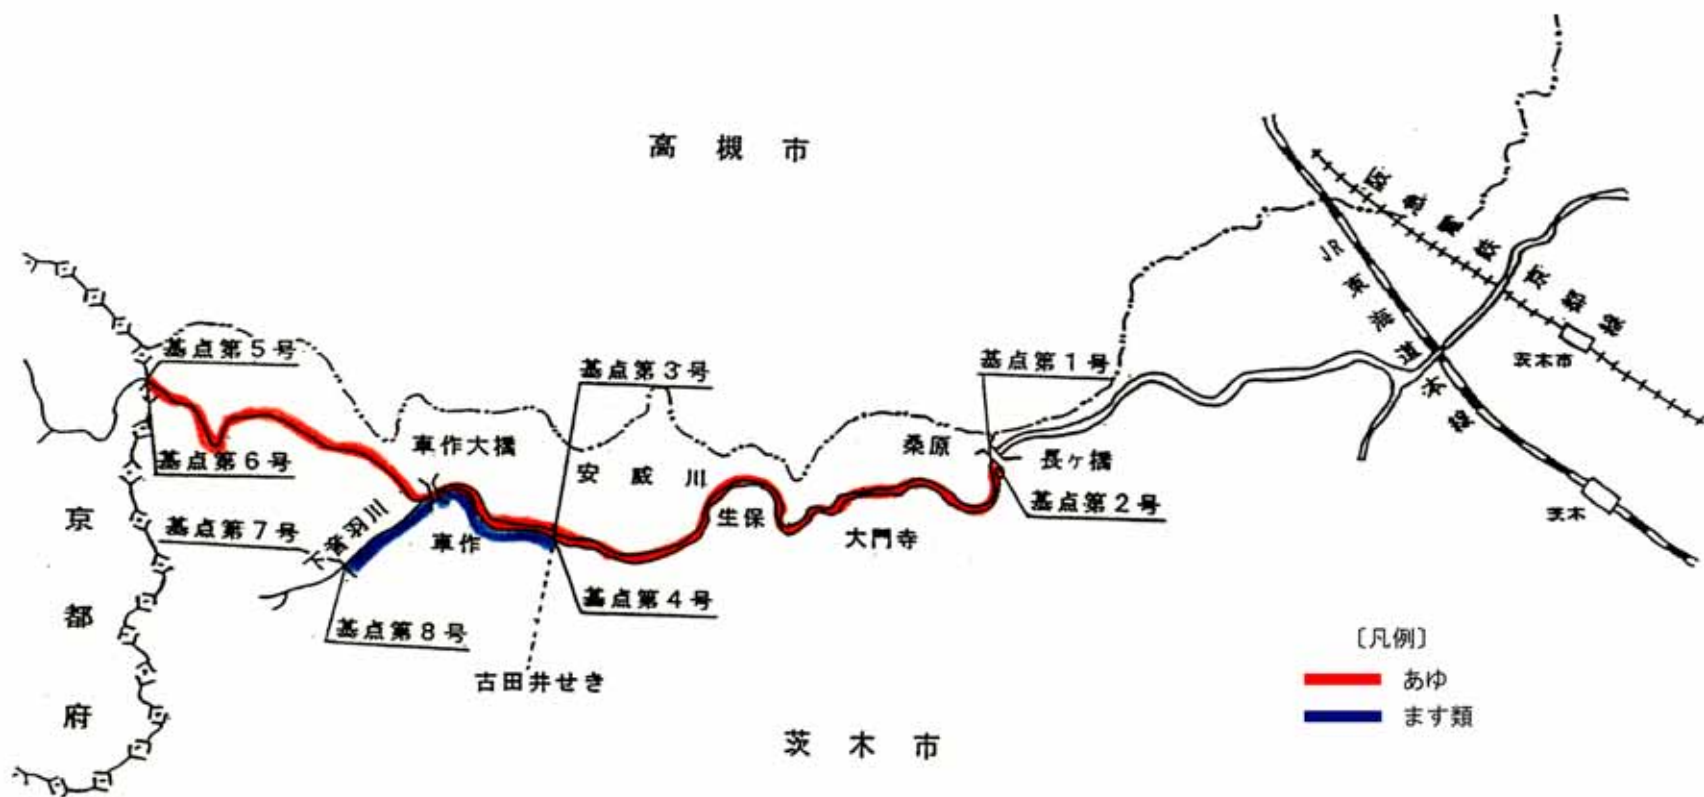 高槻市
阪急電鉄京都線
JR東海道本線
茨木市
茨木
基点第5号
基点第3号
基点第1号
基点第6号
車作大橋
安威川
桑原
長ヶ橋
基点第2号
生保
大門寺
基点第7号
下音羽川
車作
基点第4号
基点第8号
古田井せき
京都府
茨木市
〔凡例〕
あゆ
ます類